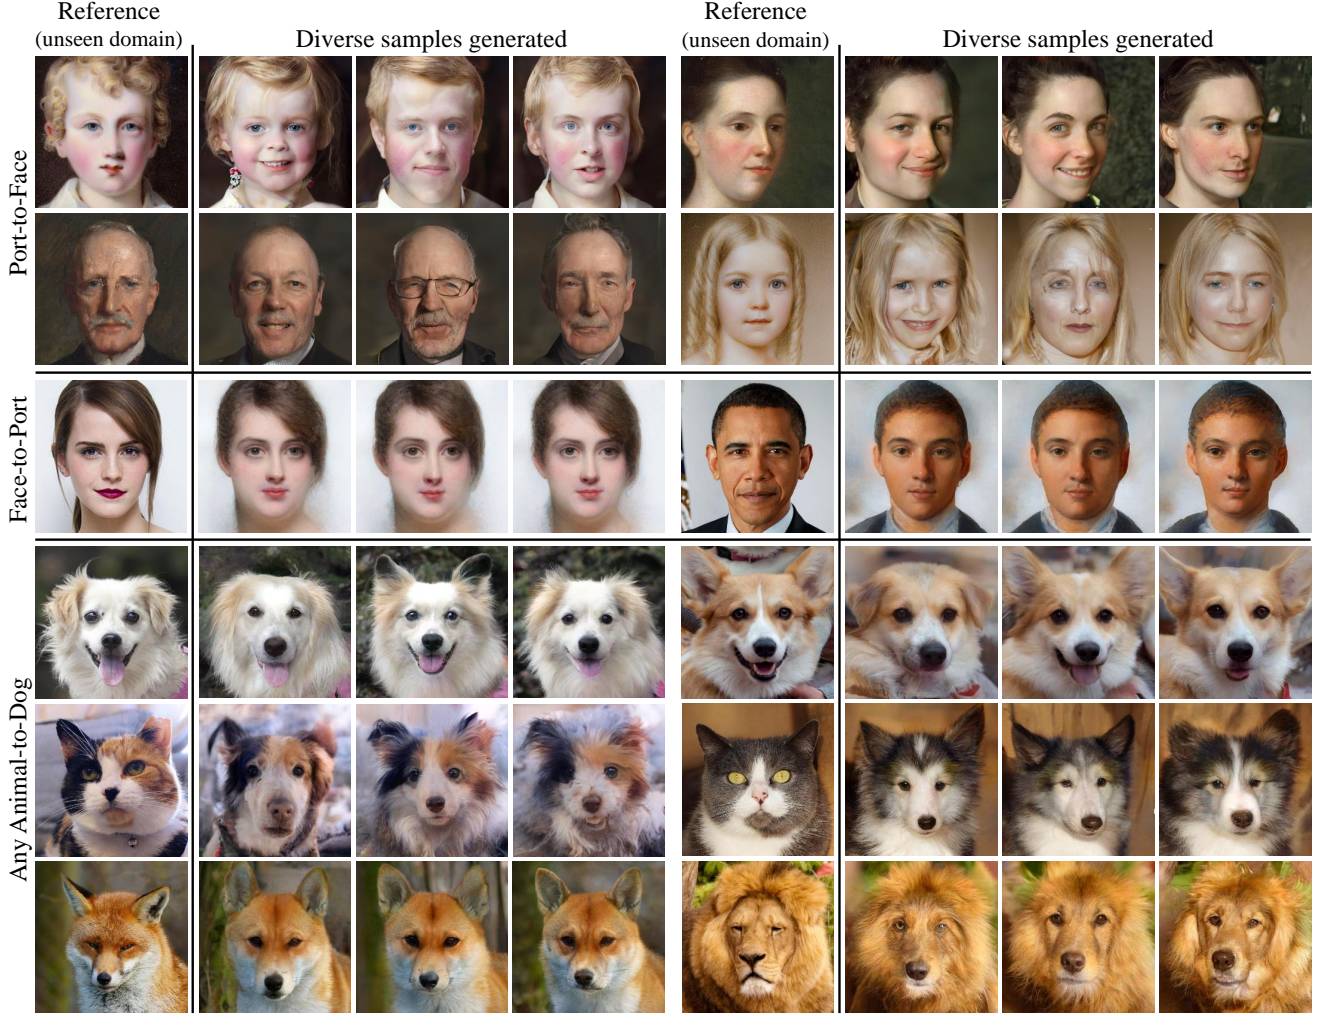 Reference
(unseen domain)
Diverse samples generated
Reference
(unseen domain)
Diverse samples generated
Port-to-Face
Face-to-Port
Any Animal-to-Dog